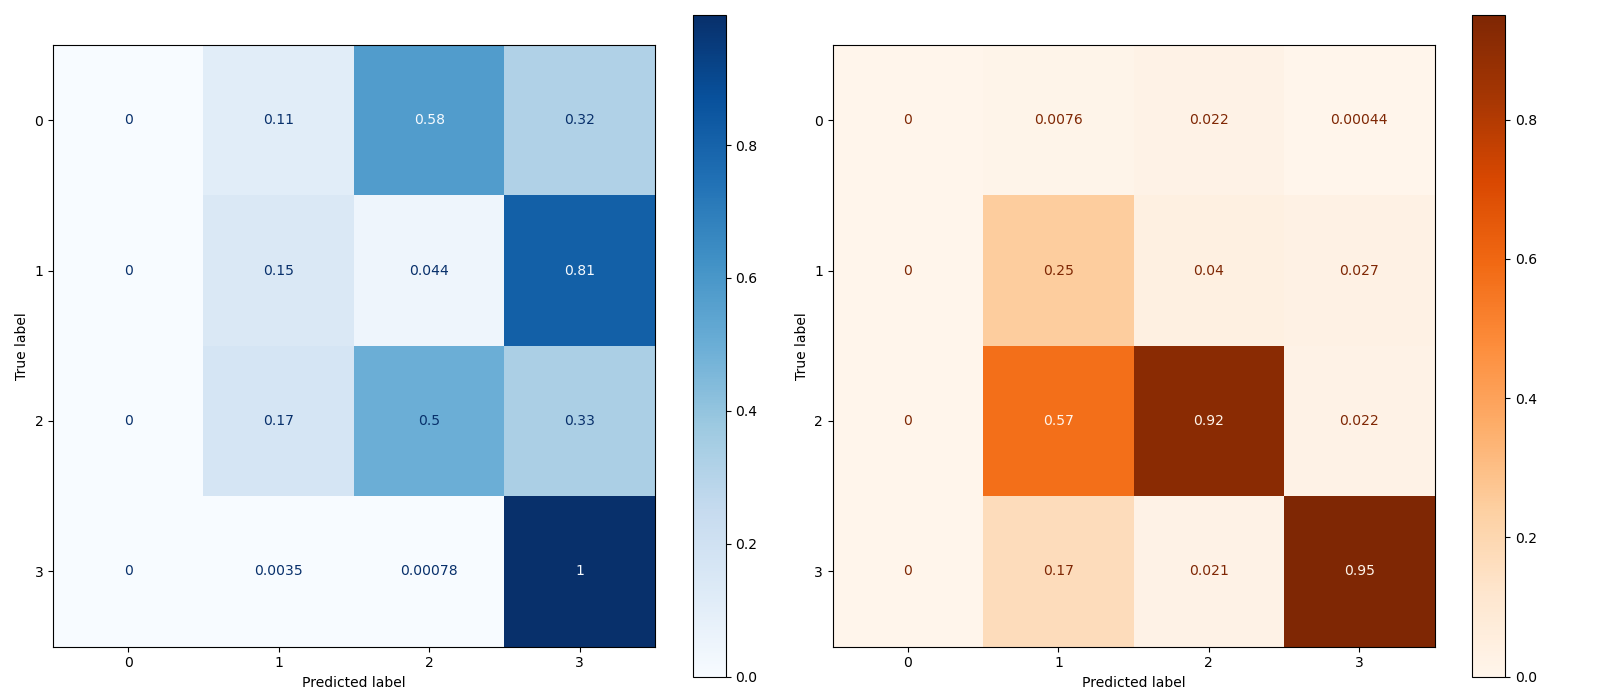 0 0 0.11 0.58 0.32
1 0 0.15 0.044 0.81
2 0 0.17 0.5 0.33
3 0 0.0035 0.00078 1
0 1 2 3
Predicted label
True label
0.8
0.6
0.4
0.2
0.0
0 0 0.0076 0.022 0.00044
1 0 0.25 0.04 0.027
2 0 0.57 0.92 0.022
3 0 0.17 0.021 0.95
0 1 2 3
Predicted label
True label
0.8
0.6
0.4
0.2
0.0